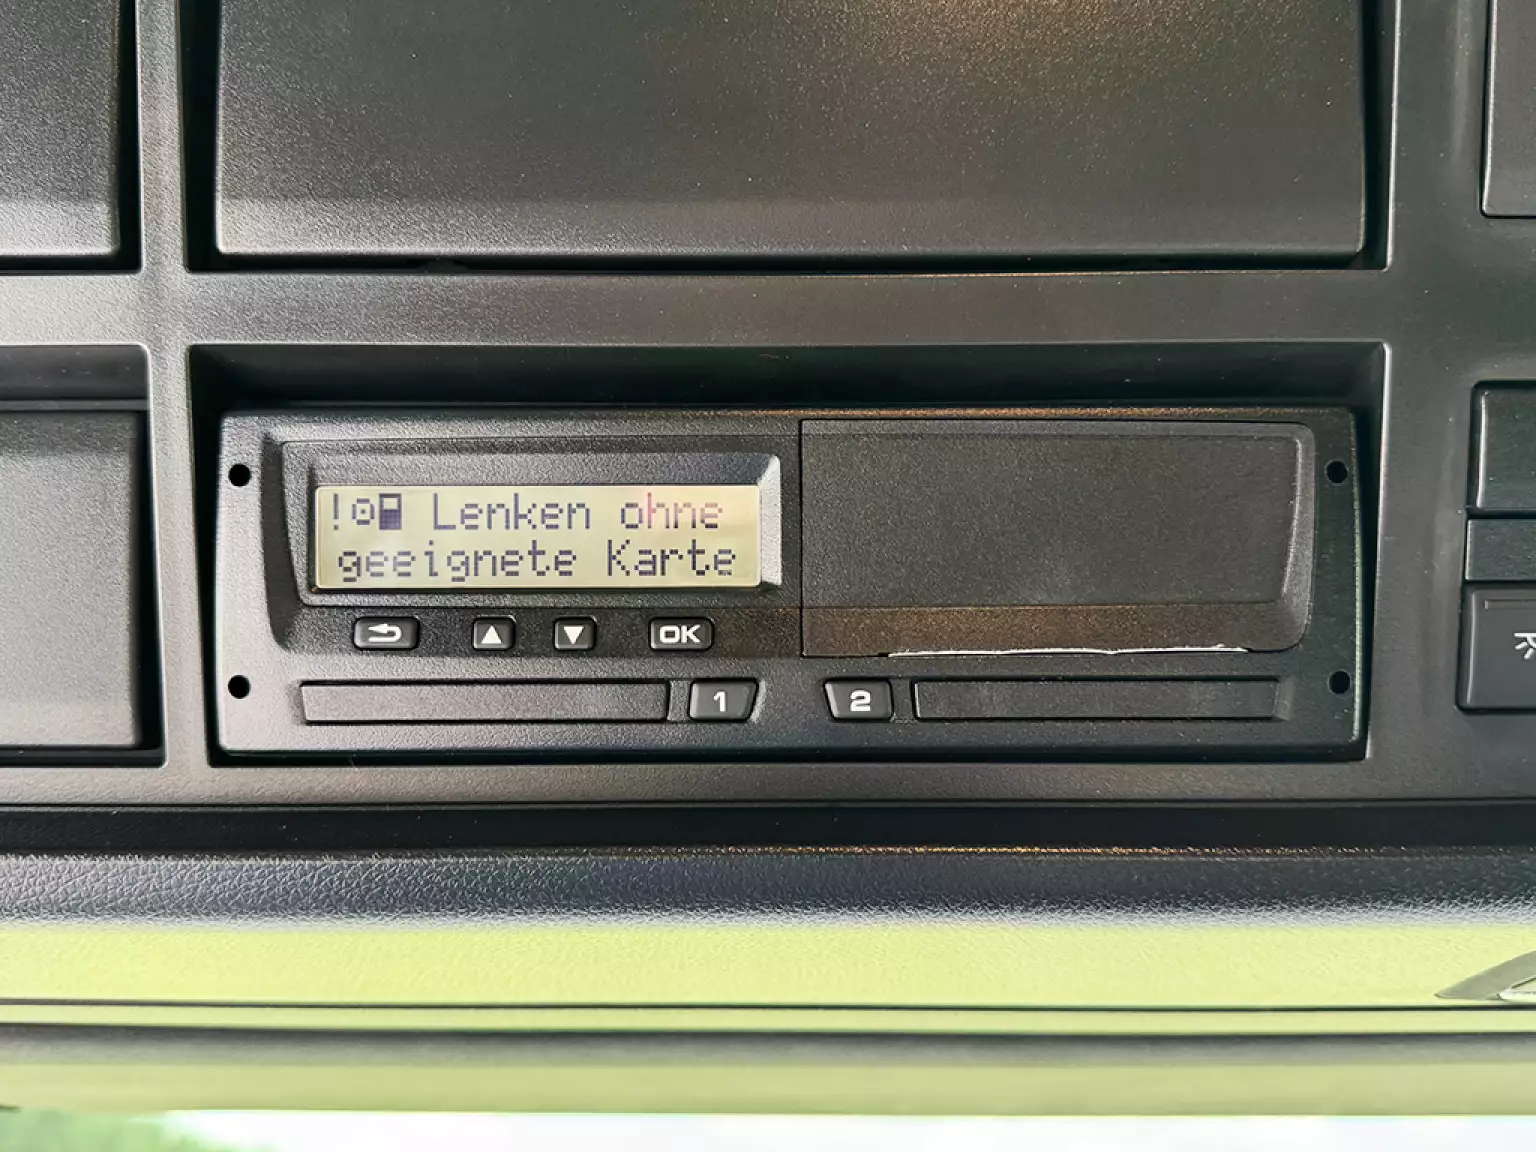 ! Lenken ohne
geeignete Karte
OK
1 2